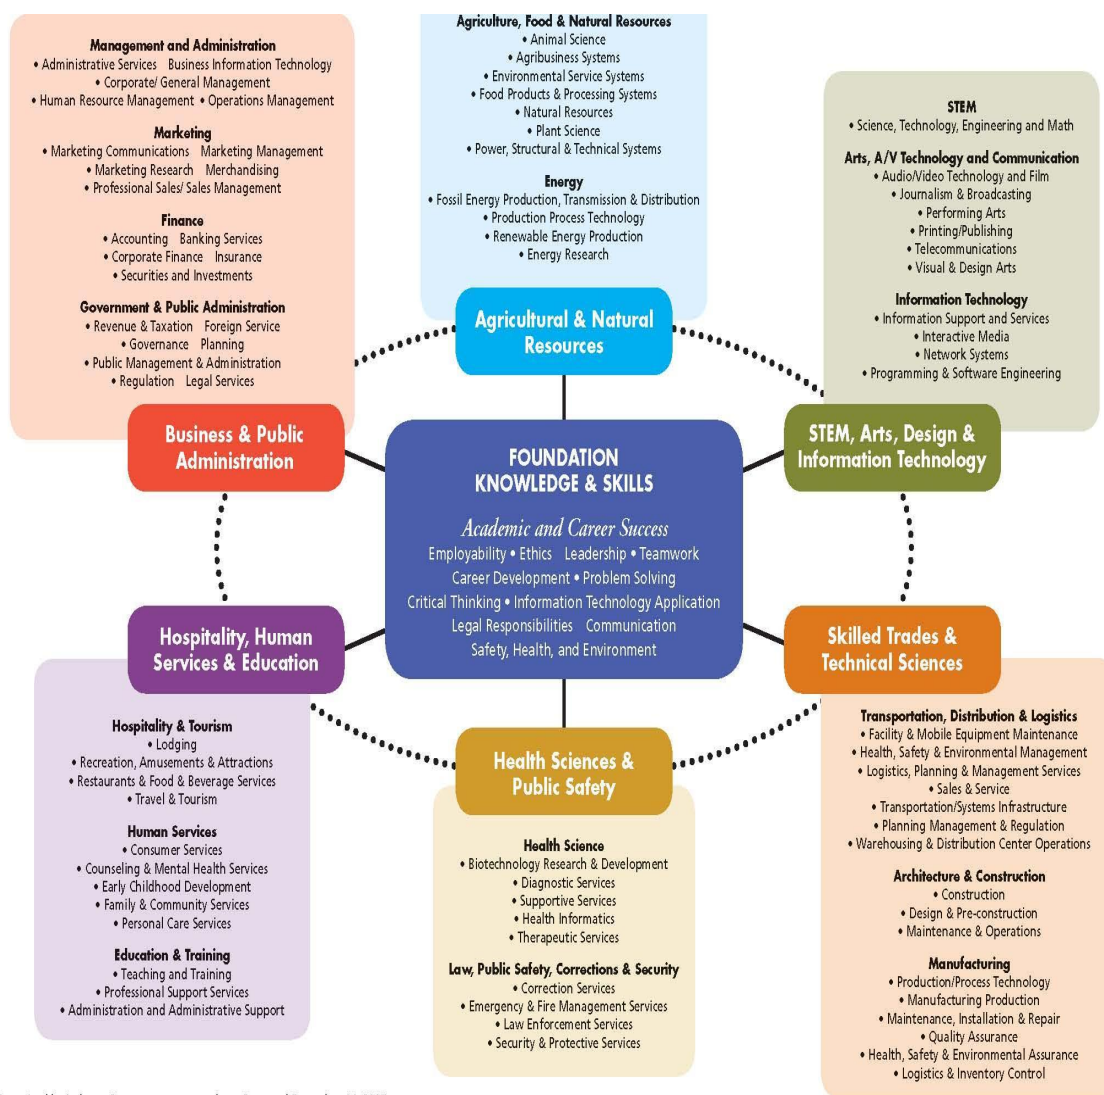 Management and Administration
• Administrative Services Business Information Technology
• Corporate/ General Management
• Human Resource Management • Operations Management
Marketing
• Marketing Communications Marketing Management
• Marketing Research Merchandising
• Professional Sales/ Sales Management
Finance
• Accounting Banking Services
• Corporate Finance Insurance
• Securities and Investments
Government & Public Administration
• Revenue & Taxation Foreign Service
• Governance Planning
• Public Management & Administration
• Regulation Legal Services
Business & Public
Administration
Agriculture, Food & Natural Resources
• Animal Science
• Agribusiness Systems
• Environmental Service Systems
• Food Products & Processing Systems
• Natural Resources
• Plant Science
• Power, Structural & Technical Systems
Energy
• Fossil Energy Production, Transmission & Distribution
• Production Process Technology
• Renewable Energy Production
• Energy Research
Agricultural & Natural
Resources
STEM
• Science, Technology, Engineering and Math
Arts, A/V Technology and Communication
• Audio/Video Technology and Film
• Journalism & Broadcasting
• Performing Arts
• Printing/Publishing
• Telecommunications
• Visual & Design Arts
Information Technology
• Information Support and Services
• Interactive Media
• Network Systems
• Programming & Software Engineering
STEM, Arts, Design &
Information Technology
FOUNDATION
KNOWLEDGE & SKILLS
Academic and Career Success
Employability • Ethics Leadership • Teamwork
Career Development • Problem Solving
Critical Thinking • Information Technology Application
Legal Responsibilities Communication
Safety, Health, and Environment
Hospitality, Human
Services & Education
Hospitality & Tourism
• Lodging
• Recreation, Amusements & Attractions
• Restaurants & Food & Beverage Services
• Travel & Tourism
Human Services
• Consumer Services
• Counseling & Mental Health Services
• Early Childhood Development
• Family & Community Services
• Personal Care Services
Education & Training
• Teaching and Training
• Professional Support Services
• Administration and Administrative Support
Health Sciences &
Public Safety
Health Science
• Biotechnology Research & Development
• Diagnostic Services
• Supportive Services
• Health Informatics
• Therapeutic Services
Law, Public Safety, Corrections & Security
• Correction Services
• Emergency & Fire Management Services
• Law Enforcement Services
• Security & Protective Services
Skilled Trades &
Technical Sciences
Transportation, Distribution & Logistics
• Facility & Mobile Equipment Maintenance
• Health, Safety & Environmental Management
• Logistics, Planning & Management Services
• Sales & Service
• Transportation/Systems Infrastructure
• Planning Management & Regulation
• Warehousing & Distribution Center Operations
Architecture & Construction
• Construction
• Design & Pre-construction
• Maintenance & Operations
Manufacturing
• Production/Process Technology
• Manufacturing Production
• Maintenance, Installation & Repair
• Quality Assurance
• Health, Safety & Environmental Assurance
• Logistics & Inventory Control